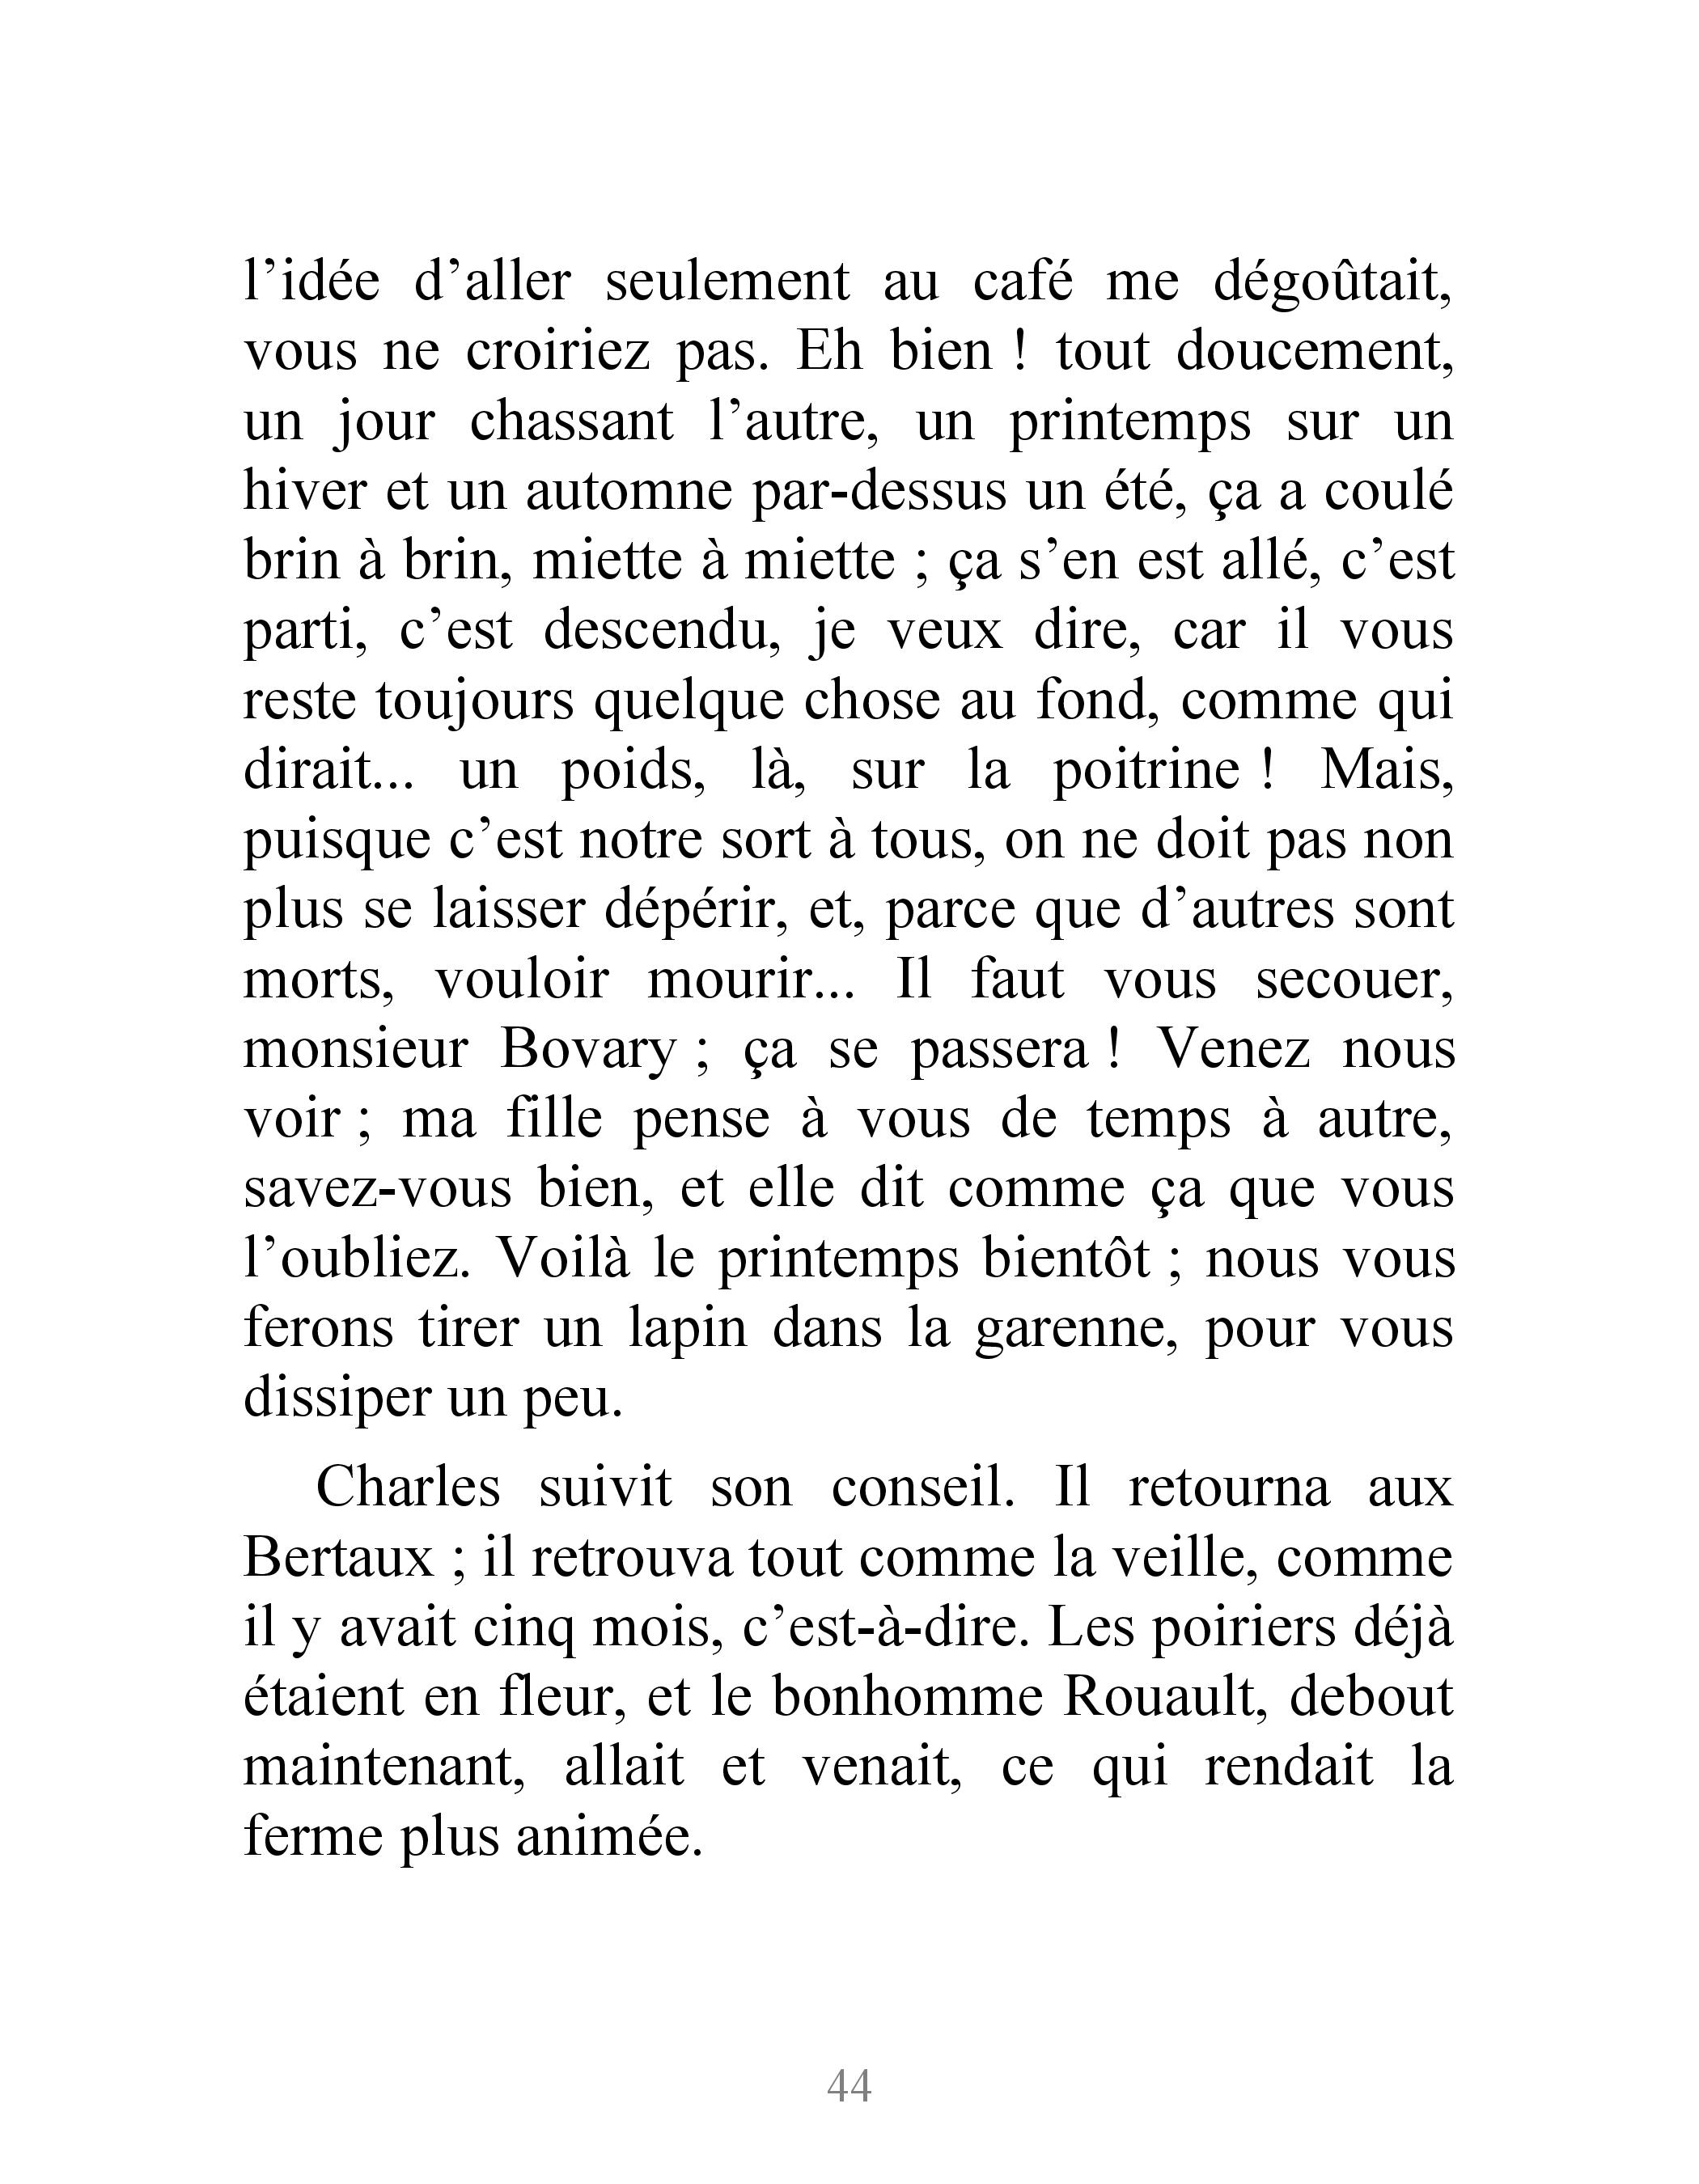 l’idée d’aller seulement au café me dégoûtait,
vous ne croiriez pas. Eh bien ! tout doucement,
un jour chassant l’autre, un printemps sur un
hiver et un automne par-dessus un été, ça a coulé
brin à brin, miette à miette ; ça s’en est allé, c’est
parti, c’est descendu, je veux dire, car il vous
reste toujours quelque chose au fond, comme qui
dirait... un poids, là, sur la poitrine ! Mais,
puisque c’est notre sort à tous, on ne doit pas non
plus se laisser dépérir, et, parce que d’autres sont
morts, vouloir mourir... Il faut vous secouer,
monsieur Bovary ; ça se passera ! Venez nous
voir ; ma fille pense à vous de temps à autre,
savez-vous bien, et elle dit comme ça que vous
l’oubliez. Voilà le printemps bientôt ; nous vous
ferons tirer un lapin dans la garenne, pour vous
dissiper un peu.
Charles suivit son conseil. Il retourna aux
Bertaux ; il retrouva tout comme la veille, comme
il y avait cinq mois, c’est-à-dire. Les poiriers déjà
étaient en fleur, et le bonhomme Rouault, debout
maintenant, allait et venait, ce qui rendait la
ferme plus animée.
44